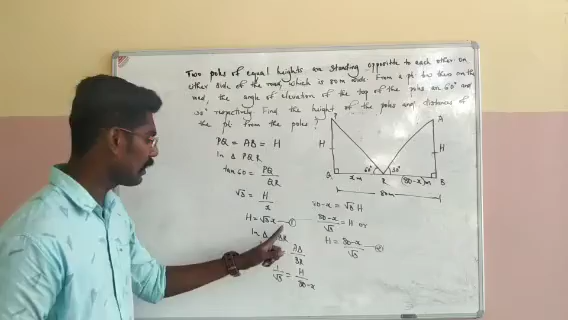 Two poles of equal heights are standing opposite to each other on
either side of the road, which is 80m wide. From a pt. b/w them on the
road, the angle of elevation of the top of the poles are 60° and
30° respectively. Find the height of the poles and distances of
the pt. from the poles?
PQ = AB = H
In Δ PQR
tan 60 = PQ/QR
√3 = H/x
H = √3x — ①
In Δ
AB/BR
1/√3 = H/80-x
80-x = √3 H
80-x/√3 = H or
H = 80-x/√3 — ②
P
A
H
H
60°
30°
Q
x m
R
(80-x)m
B
80m